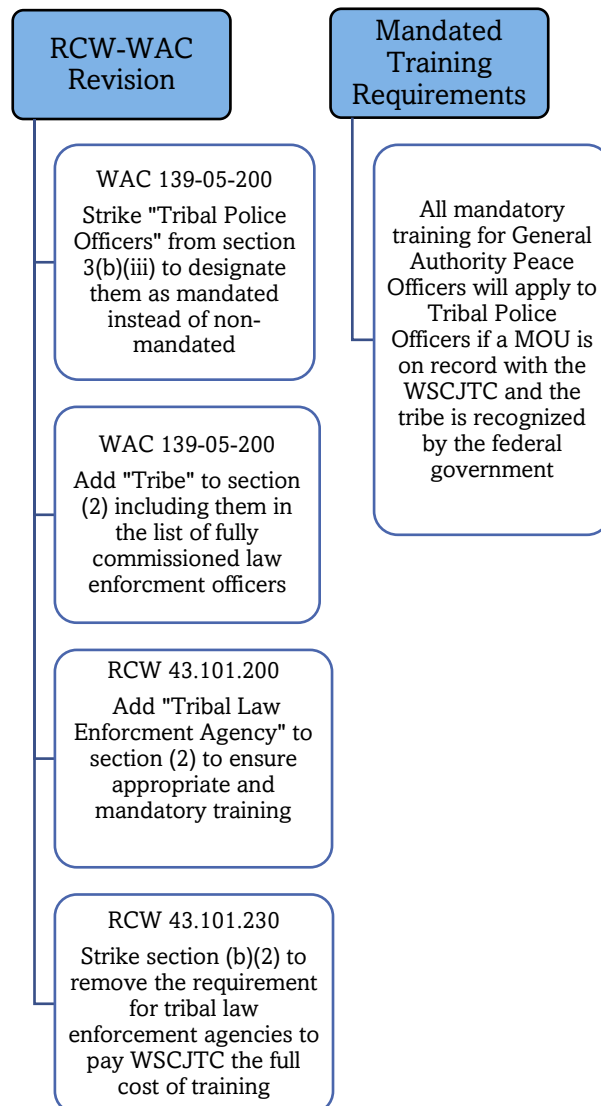 RCW-WAC
Revision
WAC 139-05-200
Strike "Tribal Police
Officers" from section
3(b)(iii) to designate
them as mandated
instead of non-
mandated
WAC 139-05-200
Add "Tribe" to section
(2) including them in
the list of fully
commissioned law
enforcment officers
RCW 43.101.200
Add "Tribal Law
Enforcment Agency" to
section (2) to ensure
appropriate and
mandatory training
RCW 43.101.230
Strike section (b)(2) to
remove the requirement
for tribal law
enforcement agencies to
pay WSCJTC the full
cost of training
Mandated
Training
Requirements
All mandatory
training for General
Authority Peace
Officers will apply to
Tribal Police
Officers if a MOU is
on record with the
WSCJTC and the
tribe is recognized
by the federal
government